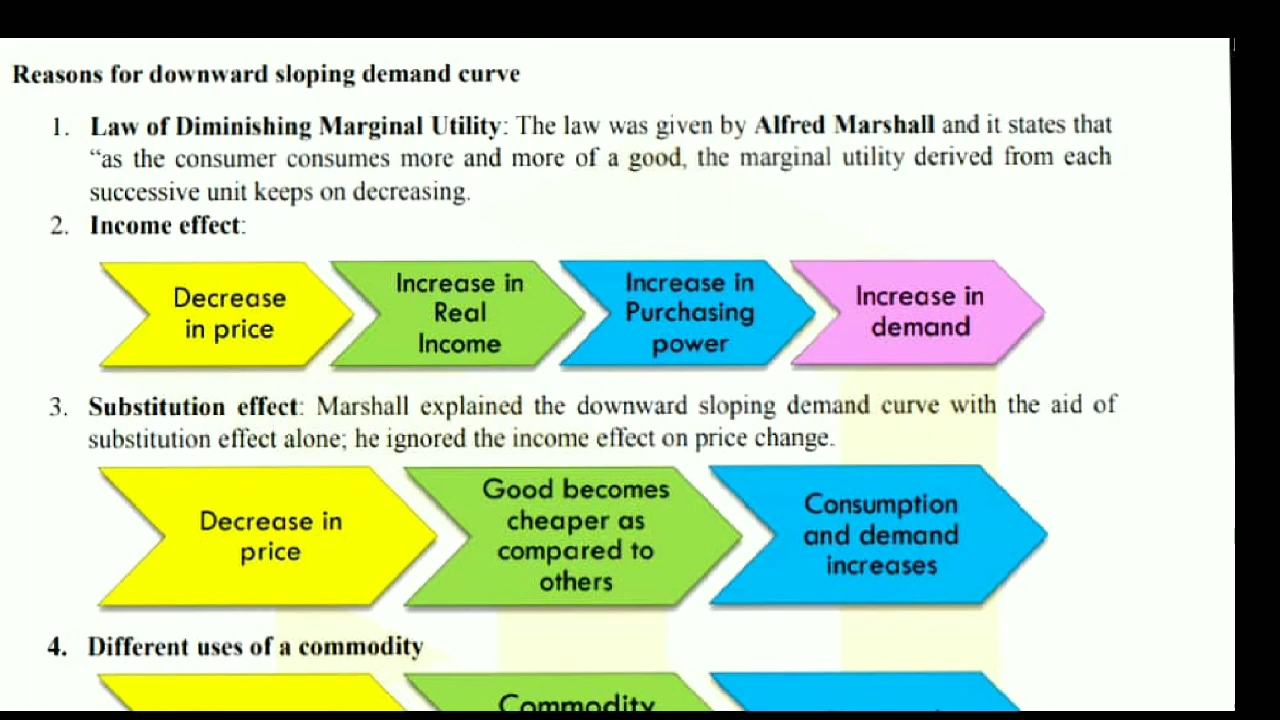 Reasons for downward sloping demand curve
1. Law of Diminishing Marginal Utility: The law was given by Alfred Marshall and it states that
“as the consumer consumes more and more of a good, the marginal utility derived from each
successive unit keeps on decreasing.
2. Income effect:
Decrease
in price
Increase in
Real
Income
Increase in
Purchasing
power
Increase in
demand
3. Substitution effect: Marshall explained the downward sloping demand curve with the aid of
substitution effect alone; he ignored the income effect on price change.
Decrease in
price
Good becomes
cheaper as
compared to
others
Consumption
and demand
increases
4. Different uses of a commodity
Commodity